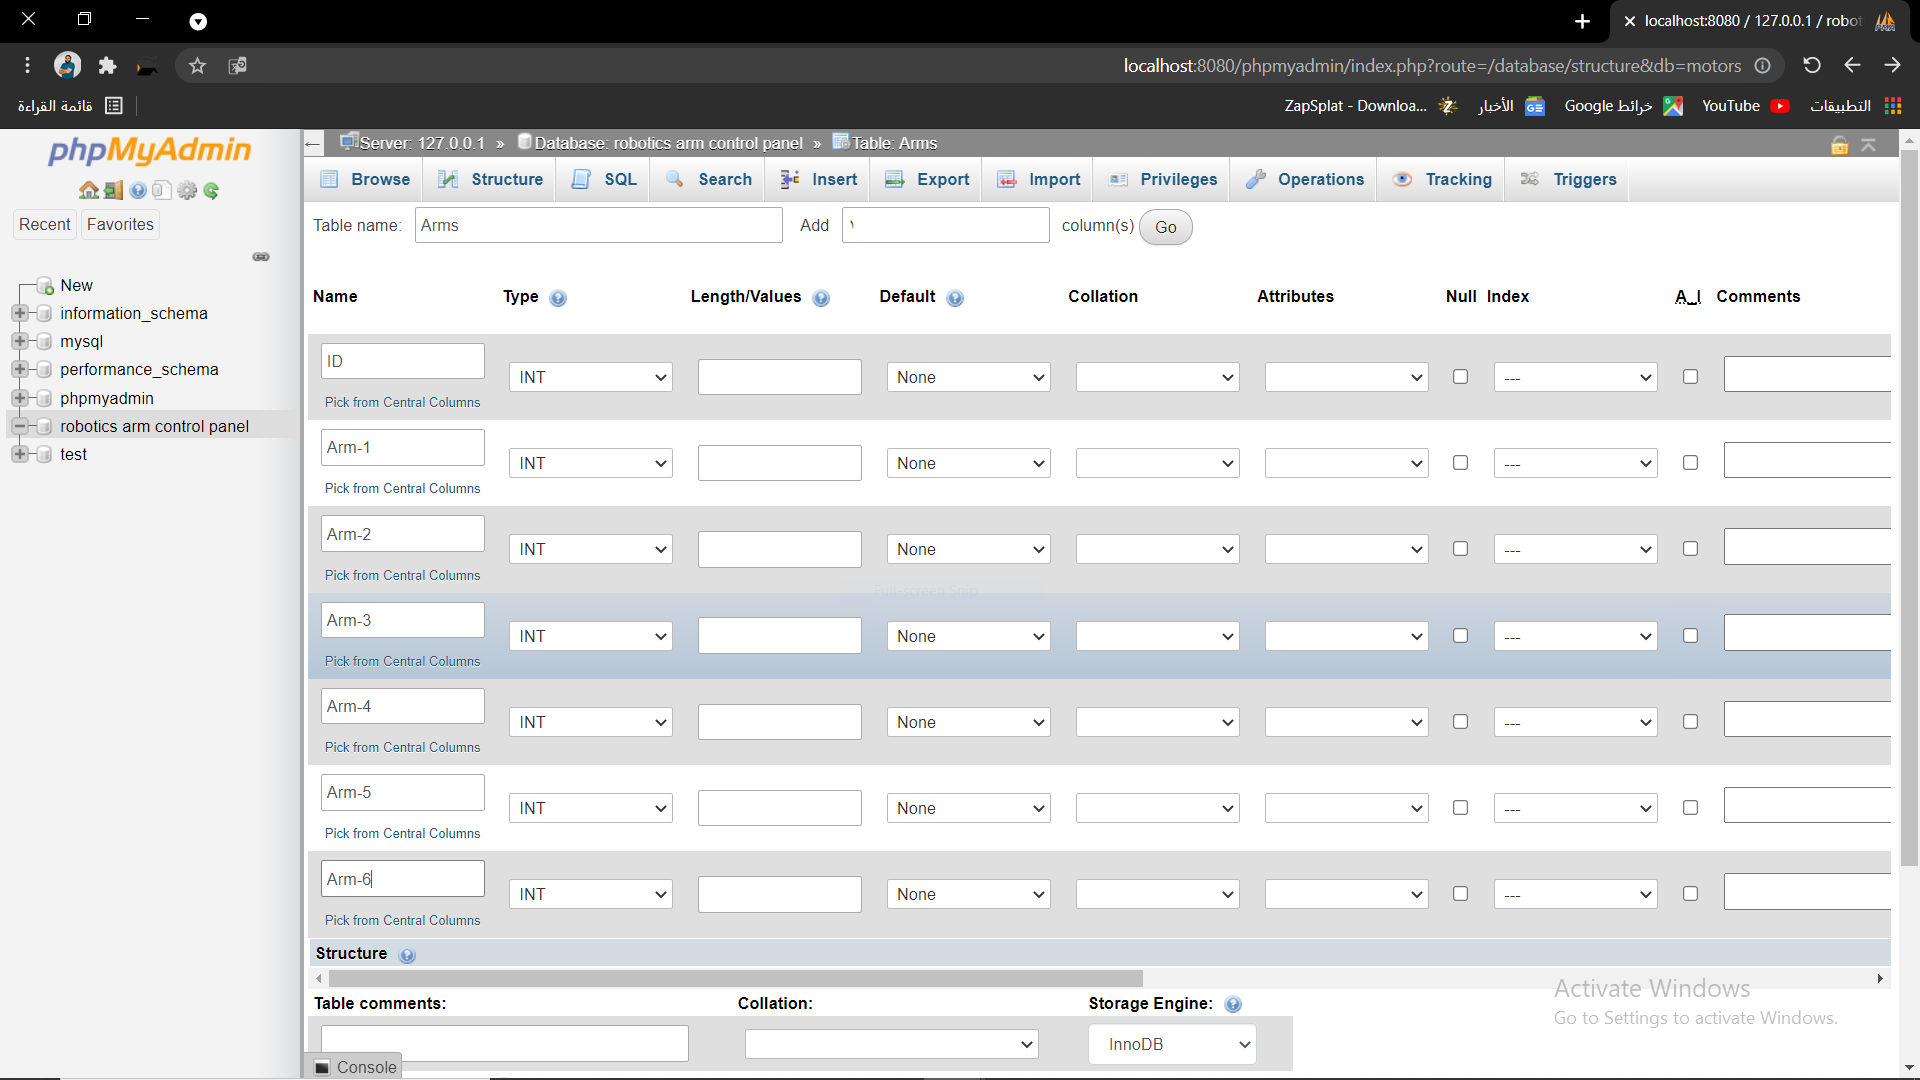 localhost:8080 / 127.0.0.1 / robot
localhost:8080/phpmyadmin/index.php?route=/database/structure&db=motors
قائمة القراءة
ZapSplat - Downloa...
الأخبار
خرائط Google
YouTube
التطبيقات
phpMyAdmin
Recent
Favorites
New
information_schema
mysql
performance_schema
phpmyadmin
robotics arm control panel
test
Server: 127.0.0.1 » Database: robotics arm control panel » Table: Arms
Browse Structure SQL Search Insert Export Import Privileges Operations Tracking Triggers
Table name: Arms Add ١ column(s) Go
Name Type Length/Values Default Collation Attributes Null Index A_I Comments
ID INT None ---
Pick from Central Columns
Arm-1 INT None ---
Pick from Central Columns
Arm-2 INT None ---
Pick from Central Columns
Full-screen Snip
Arm-3 INT None ---
Pick from Central Columns
Arm-4 INT None ---
Pick from Central Columns
Arm-5 INT None ---
Pick from Central Columns
Arm-6 INT None ---
Pick from Central Columns
Structure
Table comments: Collation: Storage Engine:
InnoDB
Console
Activate Windows
Go to Settings to activate Windows.